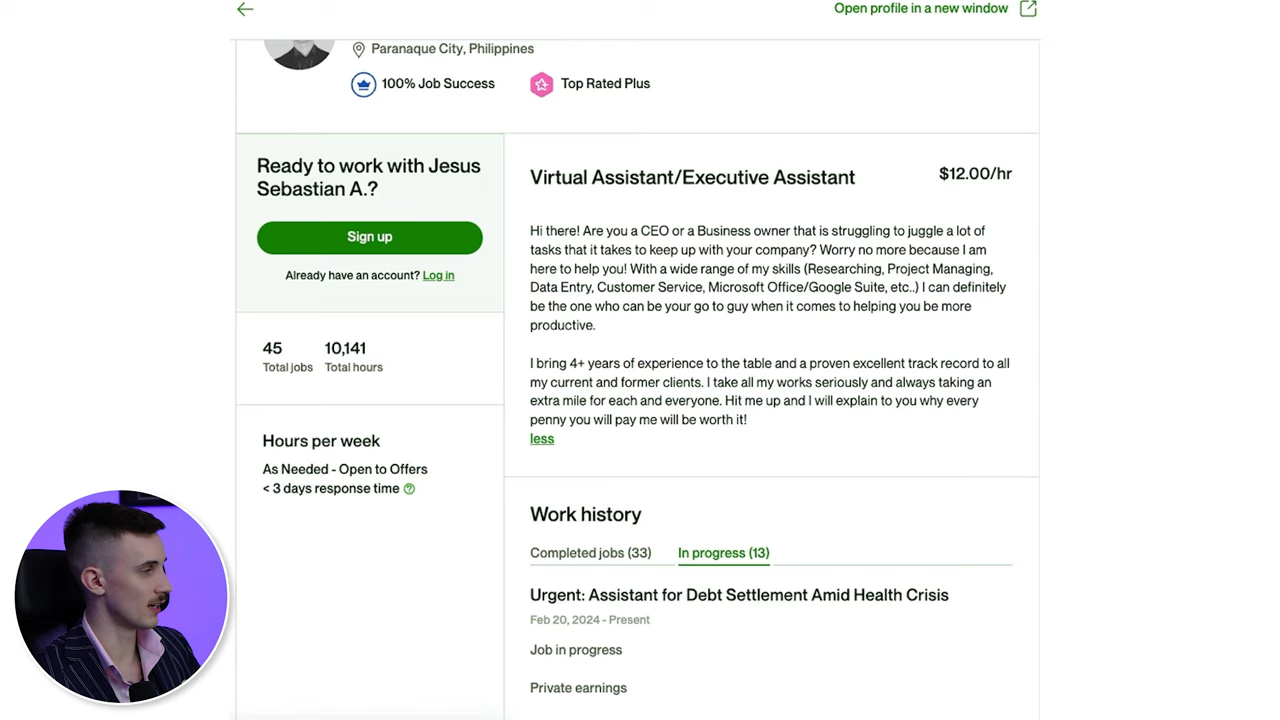 Open profile in a new window
Paranaque City, Philippines
100% Job Success
Top Rated Plus
Ready to work with Jesus
Sebastian A.?
Sign up
Already have an account? Log in
45
Total jobs
10,141
Total hours
Hours per week
As Needed - Open to Offers
< 3 days response time
Virtual Assistant/Executive Assistant
$12.00/hr
Hi there! Are you a CEO or a Business owner that is struggling to juggle a lot of
tasks that it takes to keep up with your company? Worry no more because I am
here to help you! With a wide range of my skills (Researching, Project Managing,
Data Entry, Customer Service, Microsoft Office/Google Suite, etc..) I can definitely
be the one who can be your go to guy when it comes to helping you be more
productive.
I bring 4+ years of experience to the table and a proven excellent track record to all
my current and former clients. I take all my works seriously and always taking an
extra mile for each and everyone. Hit me up and I will explain to you why every
penny you will pay me will be worth it!
less
Work history
Completed jobs (33)
In progress (13)
Urgent: Assistant for Debt Settlement Amid Health Crisis
Feb 20, 2024 - Present
Job in progress
Private earnings